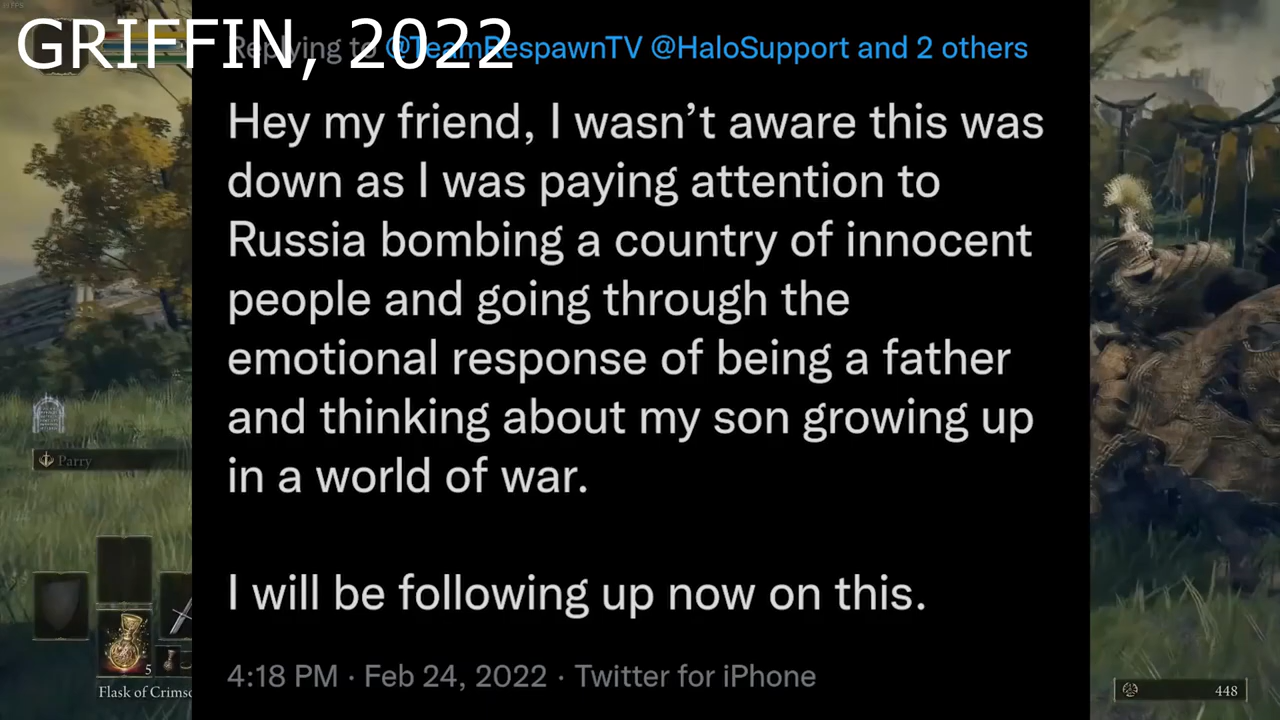 GRIFFIN, 2022
Replying to @TeamRespawnTV @HaloSupport and 2 others
Hey my friend, I wasn’t aware this was
down as I was paying attention to
Russia bombing a country of innocent
people and going through the
emotional response of being a father
and thinking about my son growing up
in a world of war.
I will be following up now on this.
4:18 PM · Feb 24, 2022 · Twitter for iPhone
Parry
5
Flask of Crimso
448